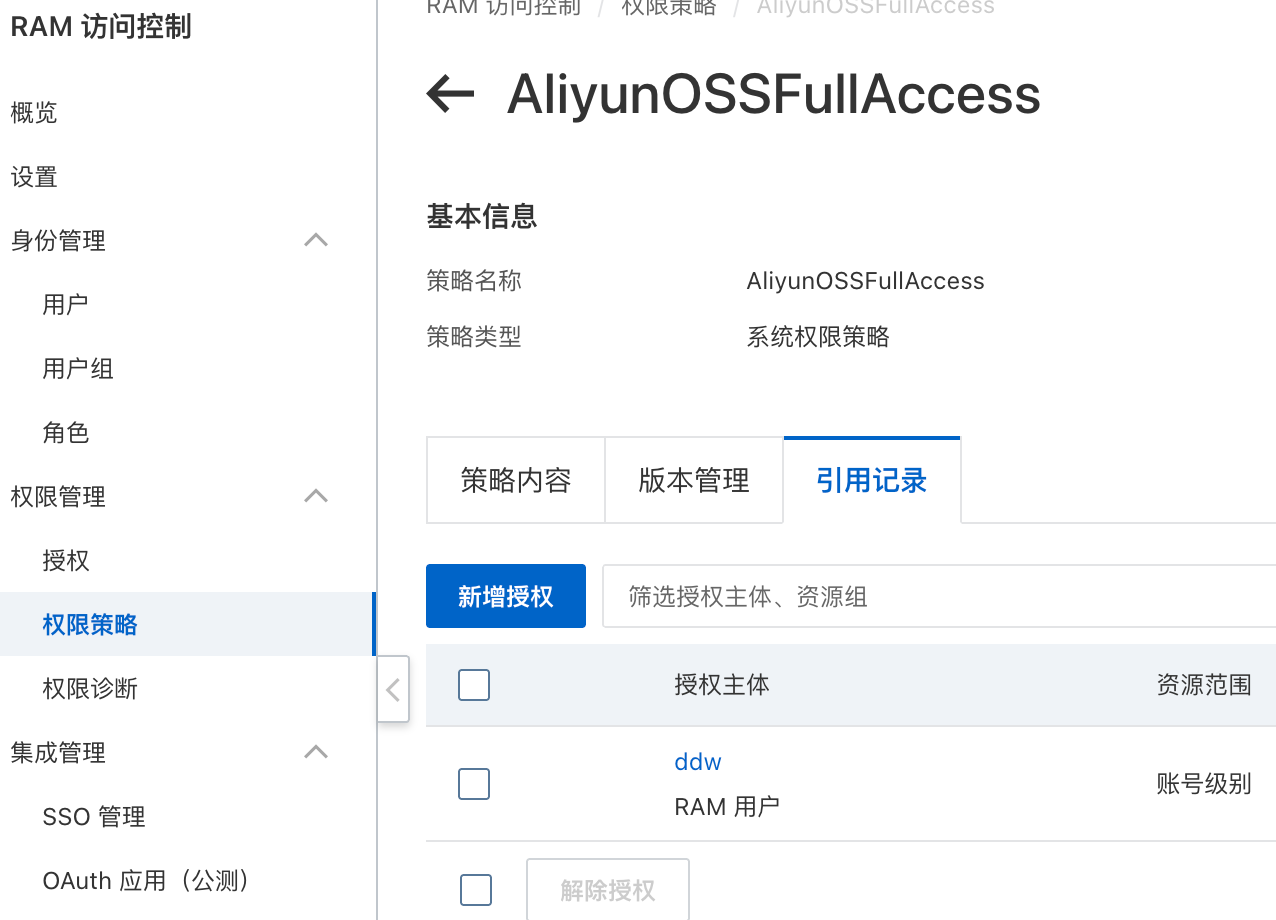 RAM 访问控制
概览
设置
身份管理
用户
用户组
角色
权限管理
授权
权限策略
权限诊断
集成管理
SSO 管理
OAuth 应用（公测）
RAM 访问控制 / 权限策略 / AliyunOSSFullAccess
AliyunOSSFullAccess
基本信息
策略名称 AliyunOSSFullAccess
策略类型 系统权限策略
策略内容 版本管理 引用记录
新增授权 筛选授权主体、资源组
授权主体 资源范围
ddw
RAM 用户 账号级别
解除授权